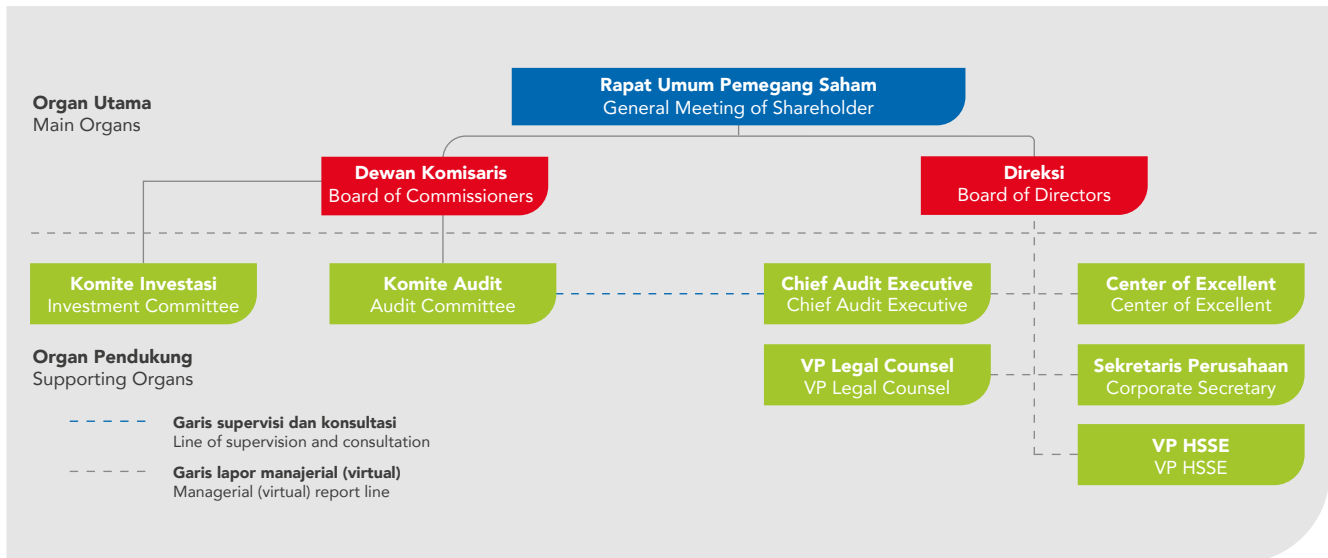 Rapat Umum Pemegang Saham
General Meeting of Shareholder
Organ Utama
Main Organs
Dewan Komisaris
Board of Commissioners
Direksi
Board of Directors
Komite Investasi
Investment Committee
Komite Audit
Audit Committee
Chief Audit Executive
Chief Audit Executive
Center of Excellent
Center of Excellent
Organ Pendukung
Supporting Organs
VP Legal Counsel
VP Legal Counsel
Sekretaris Perusahaan
Corporate Secretary
Garis supervisi dan konsultasi
Line of supervision and consultation
VP HSSE
VP HSSE
Garis lapor manajerial (virtual)
Managerial (virtual) report line